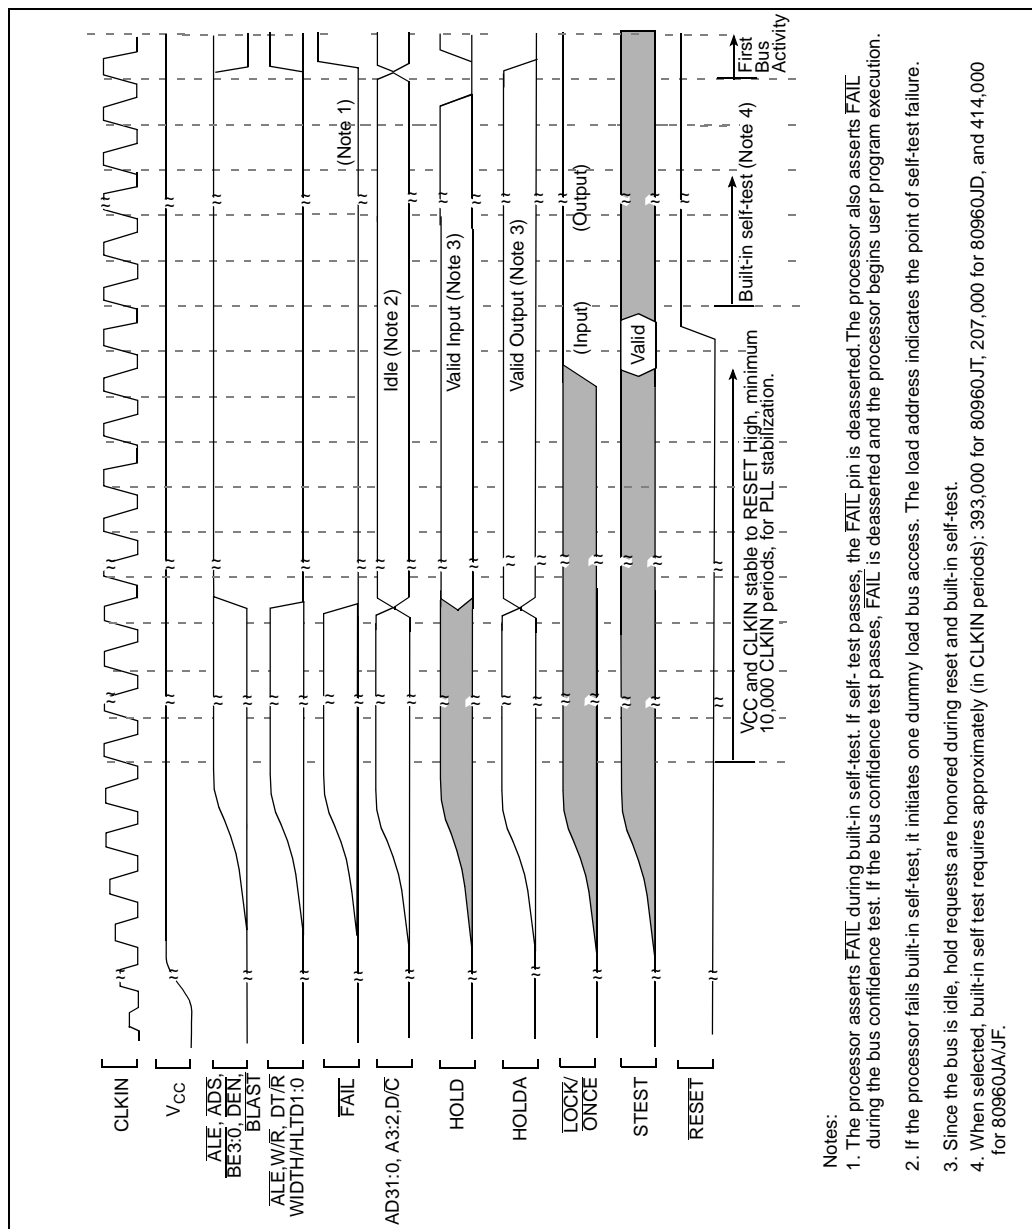 CLKIN
VCC
ALE, ADS,
BE3:0, DEN,
BLAST
ALE,W/R, DT/R
WIDTH/HLTD1:0
FAIL
AD31:0, A3:2,D/C
HOLD
HOLDA
LOCK/
ONCE
STEST
RESET
(Note 1)
Idle (Note 2)
Valid Input (Note 3)
Valid Output (Note 3)
(Input)
(Output)
Valid
VCC and CLKIN stable to RESET High, minimum
10,000 CLKIN periods, for PLL stabilization.
Built-in self-test (Note 4)
First
Bus
Activity
Notes:
1. The processor asserts FAIL during built-in self-test. If self- test passes, the FAIL pin is deasserted.The processor also asserts FAIL
during the bus confidence test. If the bus confidence test passes, FAIL is deasserted and the processor begins user program execution.
2. If the processor fails built-in self-test, it initiates one dummy load bus access. The load address indicates the point of self-test failure.
3. Since the bus is idle, hold requests are honored during reset and built-in self-test.
4. When selected, built-in self test requires approximately (in CLKIN periods): 393,000 for 80960JT, 207,000 for 80960JD, and 414,000
for 80960JA/JF.